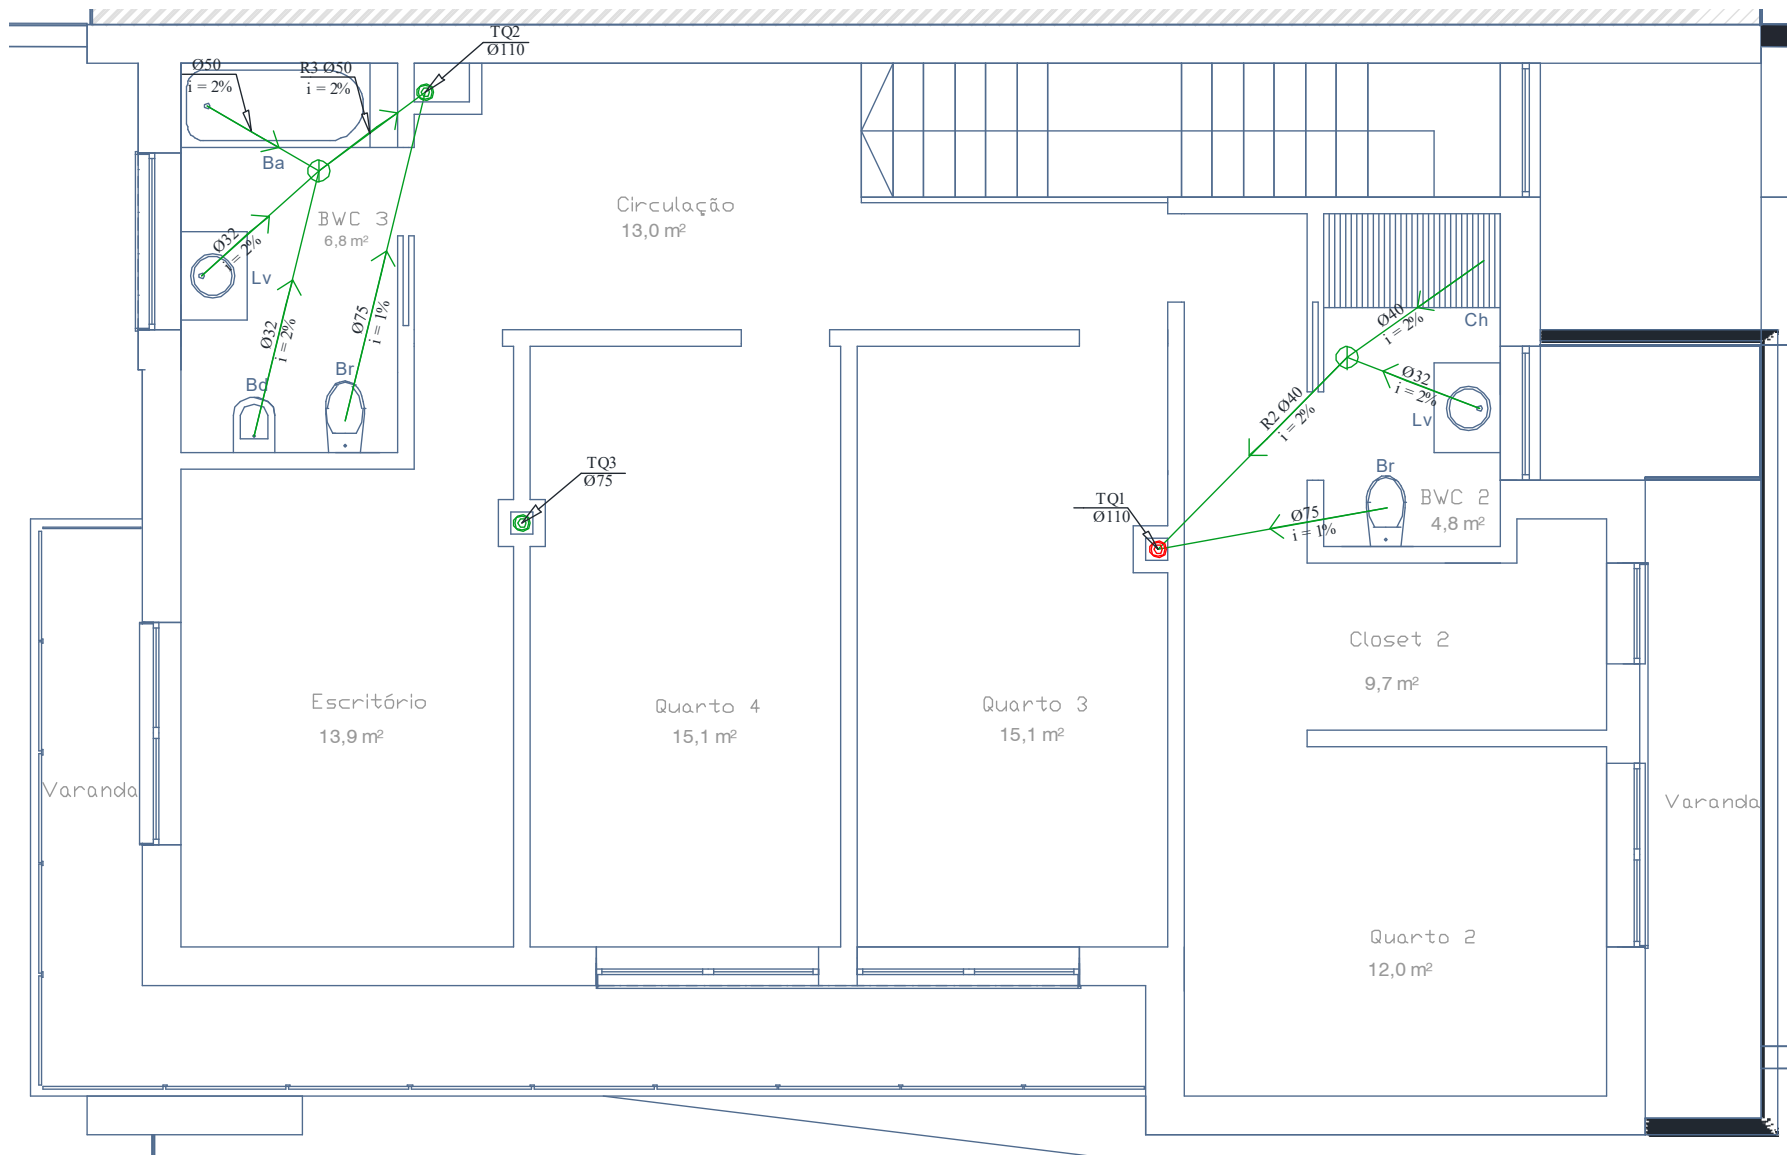 TQ2
Ø110
Ø50
i = 2%
R3 Ø50
i = 2%
Ba
BWC 3
6,8 m²
Ø32
i = 2%
Lv
Ø32
i = 2%
Ø75
i = 1%
Bd
Br
Circulação
13,0 m²
Ø40
i = 2%
Ch
Ø32
i = 2%
Lv
R2 Ø40
i = 2%
Br
BWC 2
4,8 m²
Ø75
i = 1%
TQ3
Ø75
TQ1
Ø110
Closet 2
9,7 m²
Escritório
13,9 m²
Quarto 4
15,1 m²
Quarto 3
15,1 m²
Varanda
Varanda
Quarto 2
12,0 m²